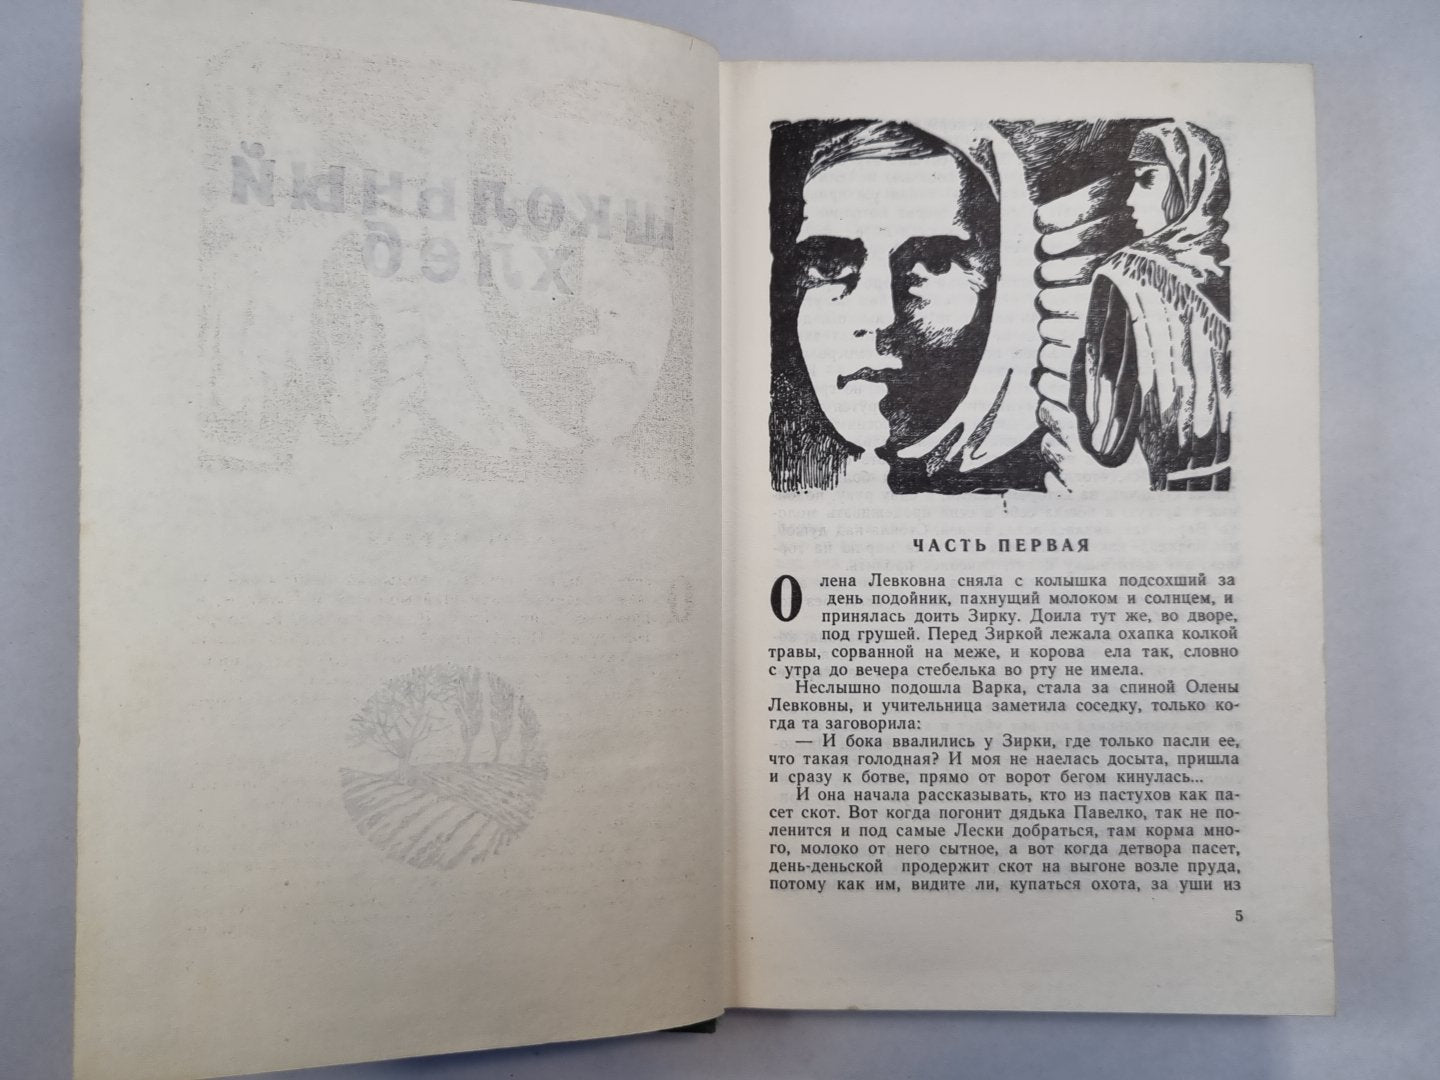 ШКОЛЬНЫЙ
ХЛЕБ
ЧАСТЬ ПЕРВАЯ
Олена Левковна сняла с колышка подсохший за
день подойник, пахнущий молоком и солнцем, и
принялась доить Зирку. Доила тут же, во дворе,
под грушей. Перед Зиркой лежала охапка колкой
травы, сорванной на меже, и корова ела так, словно
с утра до вечера стебелька во рту не имела.
Неслышно подошла Варка, стала за спиной Олены
Левковны, и учительница заметила соседку, только ко-
гда та заговорила:
— И бока ввалились у Зирки, где только пасли ее,
что такая голодная? И моя не наелась досыта, пришла
и сразу к ботве, прямо от ворот бегом кинулась...
И она начала рассказывать, кто из пастухов как па-
сет скот. Вот когда погонит дядька Павелко, так не по-
ленится и под самые Лески добраться, там корма мно-
го, молоко от него сытное, а вот когда детвора пасет,
день-деньской продержит скот на выгоне возле пруда,
потому как им, видите ли, купаться охота, за уши из
5